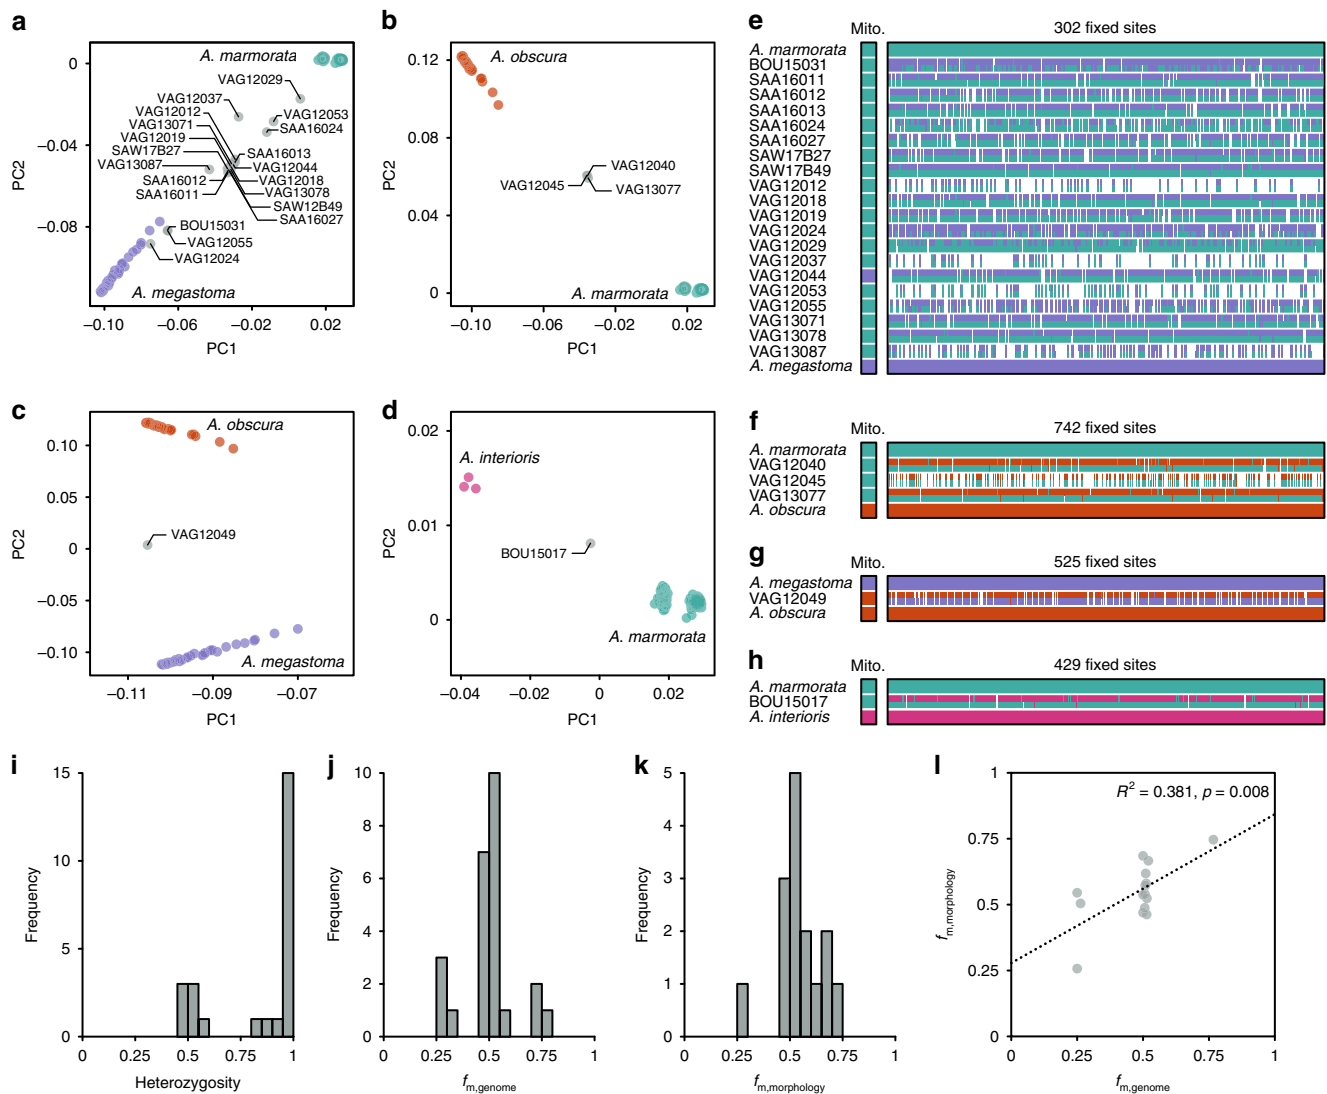 a
0
−0.04
−0.08
PC2
A. marmorata
VAG12029
VAG12037
VAG12012
VAG13071
VAG12019
SAW17B27
VAG13087
SAA16012
SAA16011
VAG12053
SAA16024
SAA16013
VAG12044
VAG12018
VAG13078
SAW12B49
SAA16027
BOU15031
VAG12055
VAG12024
A. megastoma
−0.10
−0.06
−0.02
0.02
PC1
b
0.12
0.08
0.04
0
PC2
A. obscura
VAG12040
VAG12045
VAG13077
A. marmorata
−0.10
−0.06
−0.02
0.02
PC1
c
0.10
0.05
0
−0.05
−0.10
PC2
A. obscura
VAG12049
A. megastoma
−0.11
−0.09
−0.07
PC1
d
0.02
0.01
0
PC2
A. interioris
BOU15017
A. marmorata
−0.04
−0.02
0
0.02
PC1
e
Mito.
302 fixed sites
A. marmorata
BOU15031
SAA16011
SAA16012
SAA16013
SAA16024
SAA16027
SAW17B27
SAW17B49
VAG12012
VAG12018
VAG12019
VAG12024
VAG12029
VAG12037
VAG12044
VAG12053
VAG12055
VAG13071
VAG13078
VAG13087
A. megastoma
f
Mito.
742 fixed sites
A. marmorata
VAG12040
VAG12045
VAG13077
A. obscura
g
Mito.
525 fixed sites
A. megastoma
VAG12049
A. obscura
h
Mito.
429 fixed sites
A. marmorata
BOU15017
A. interioris
i
15
10
5
0
Frequency
0
0.25
0.5
0.75
1
Heterozygosity
j
10
8
6
4
2
0
Frequency
0
0.25
0.5
0.75
1
fm,genome
k
5
4
3
2
1
0
Frequency
0
0.25
0.5
0.75
1
fm,morphology
l
1
0.75
0.5
0.25
0
fm,morphology
R2 = 0.381, p = 0.008
0
0.25
0.5
0.75
1
fm,genome